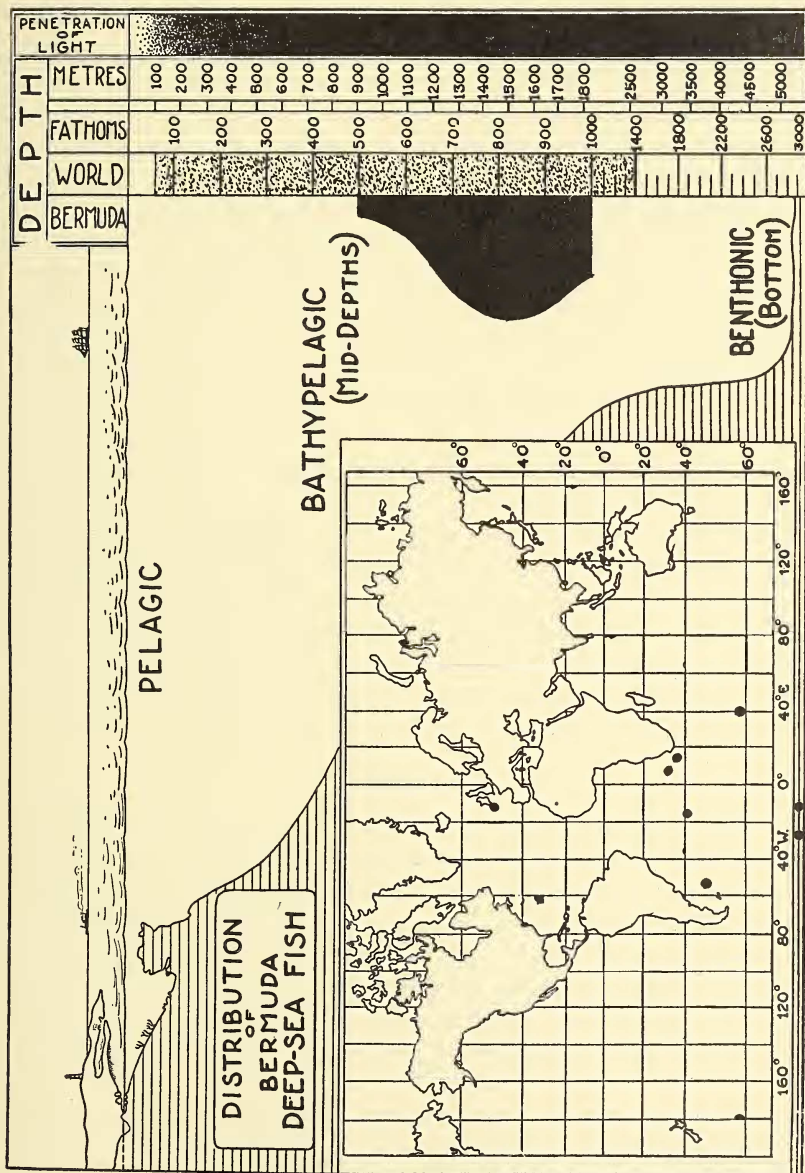 PENETRATION
OF
LIGHT
DEPTH
METRES
100 200 300 400 500 600 700 800 900 1000 1100 1200 1300 1400 1500 1600 1700 1800 2500 3000 3500 4000 4500 5000
FATHOMS
100 200 300 400 500 600 700 800 900 1000 1400 1800 2200 2600 3000
WORLD
BERMUDA
PELAGIC
BATHYPELAGIC
(MID-DEPTHS)
BENTHONIC
(BOTTOM)
DISTRIBUTION
OF
BERMUDA
DEEP-SEA FISH
60° 40° 20° 0° 20° 40° 60°
160° 120° 80° 40°W. 0° 40°E 80° 120° 160°